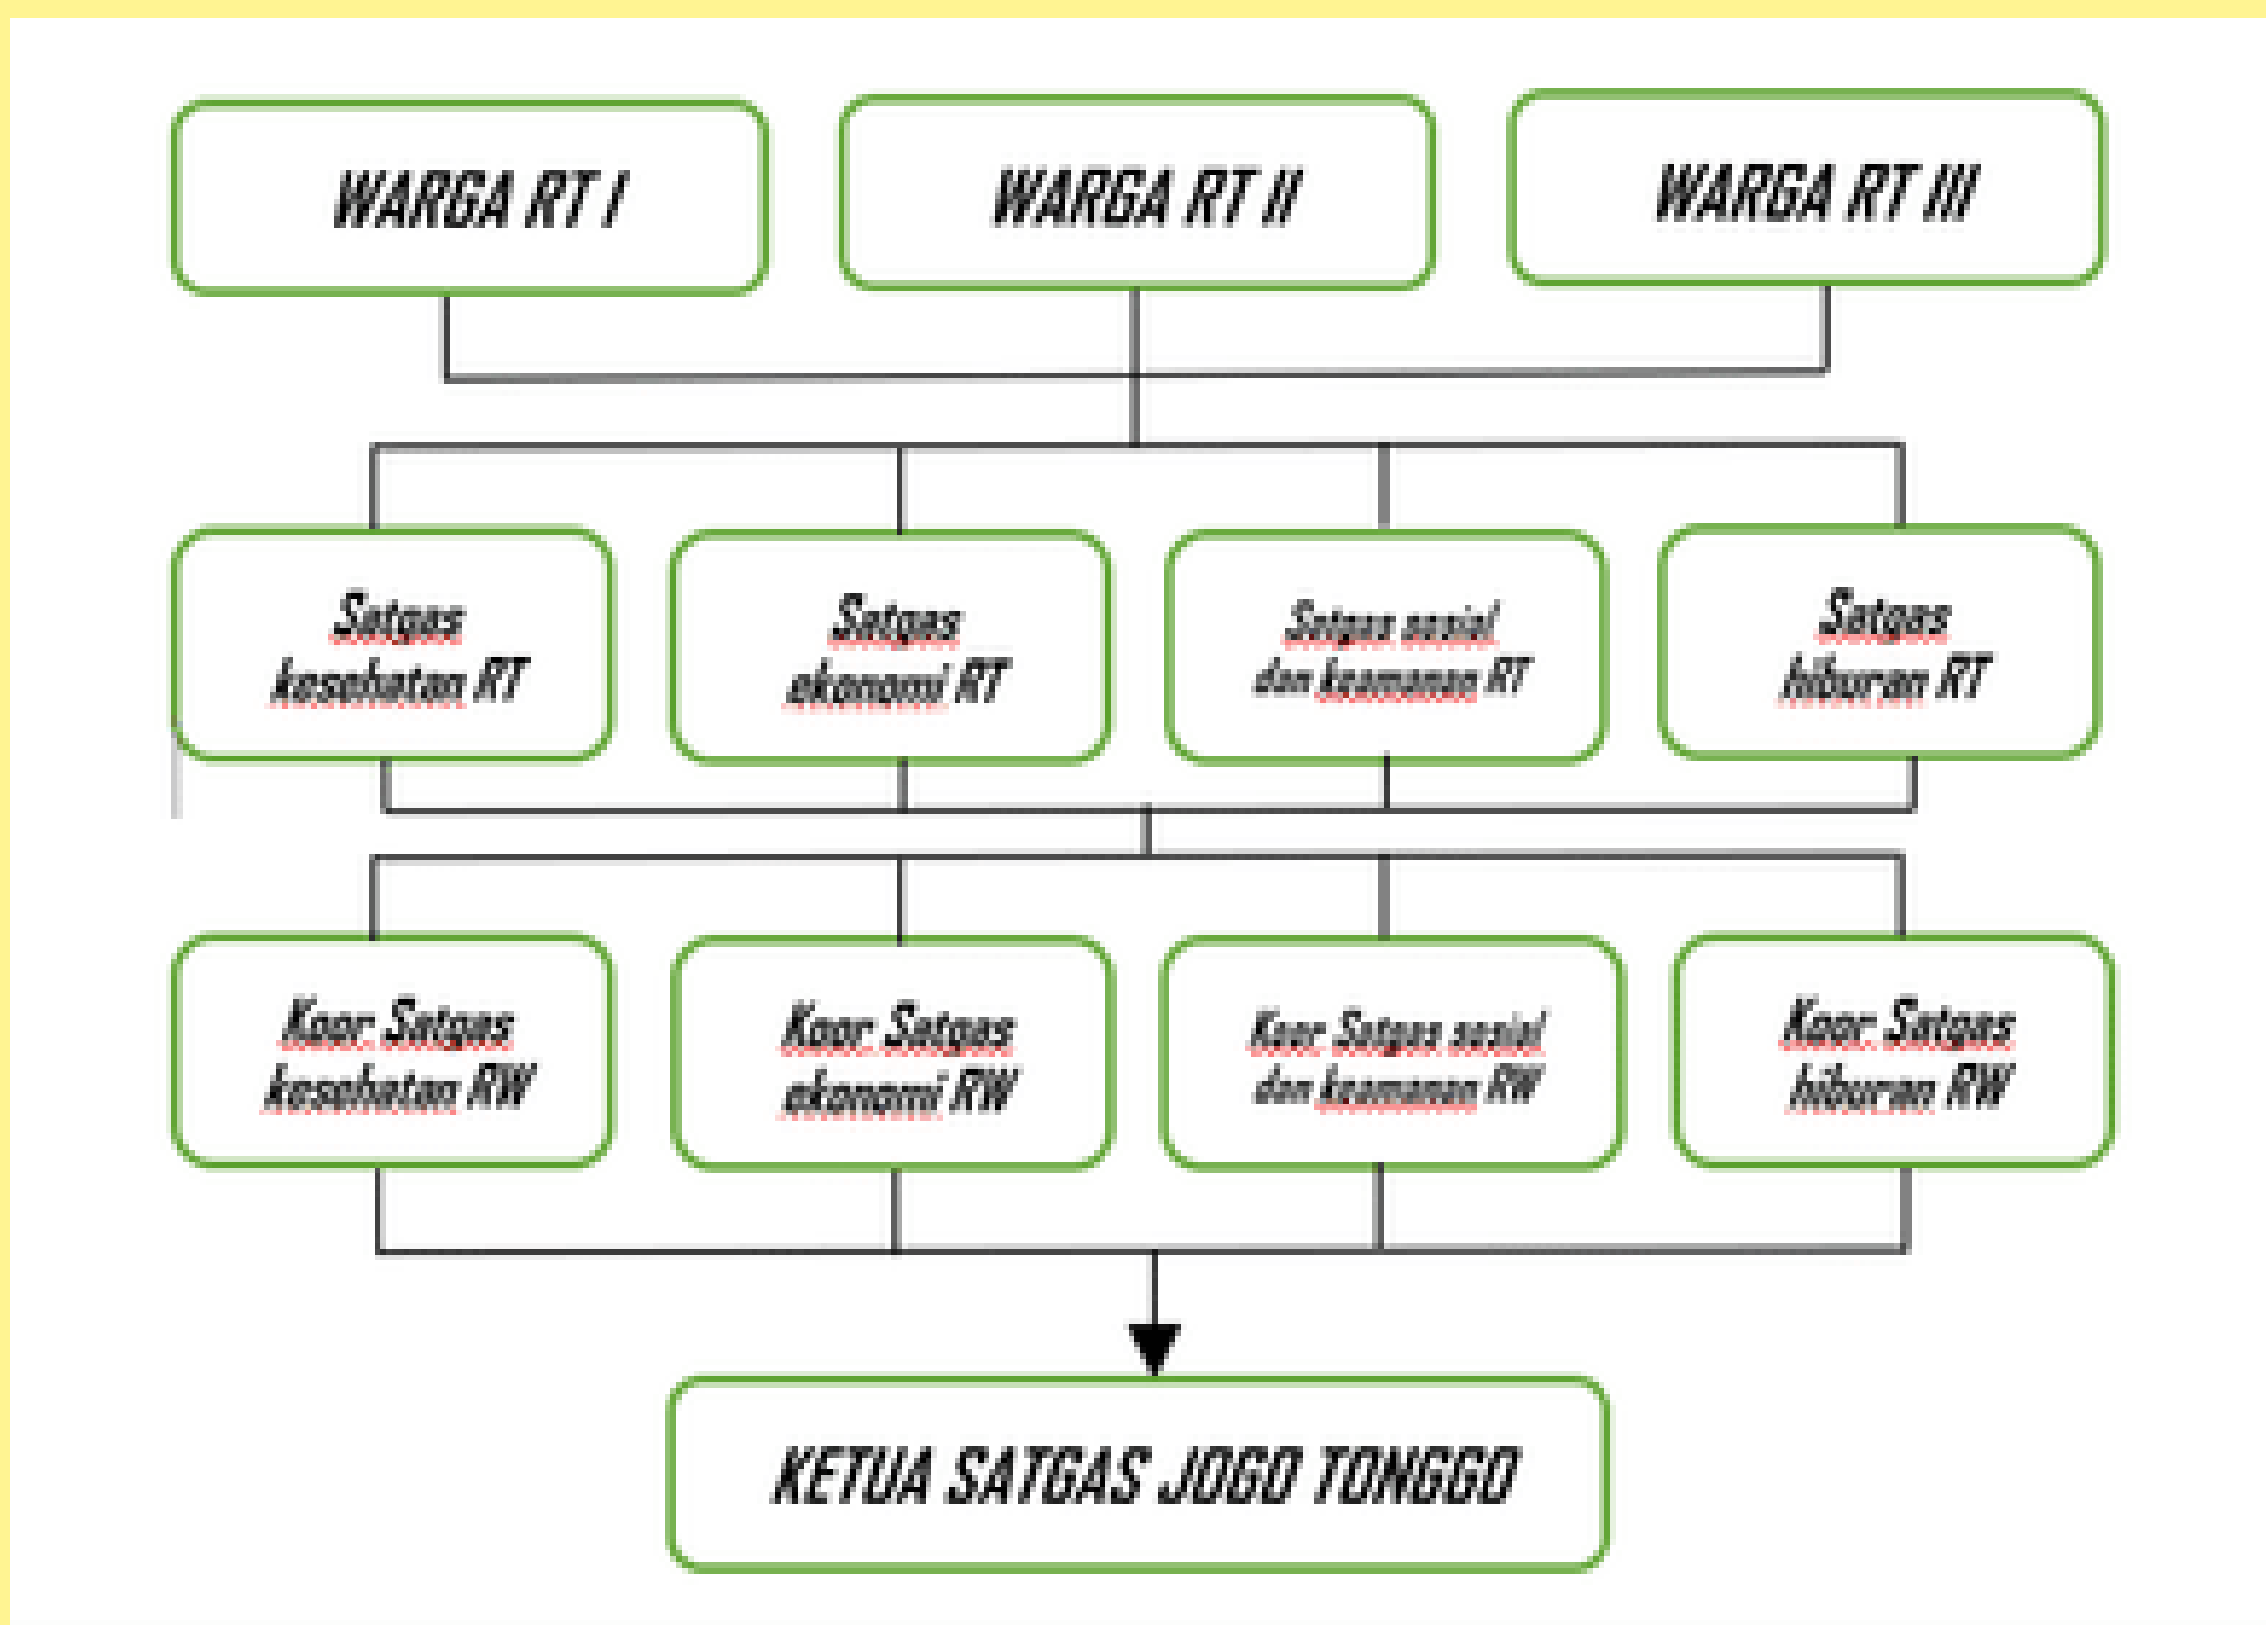 WARGA RT I
WARGA RT II
WARGA RT III
Satgas
kesehatan RT
Satgas
ekonomi RT
Satgas sosial
dan keamanan RT
Satgas
hiburan RT
Koor Satgas
kesehatan RW
Koor Satgas
ekonomi RW
Koor Satgas sosial
dan keamanan RW
Koor Satgas
hiburan RW
KETUA SATGAS JOGO TONGGO